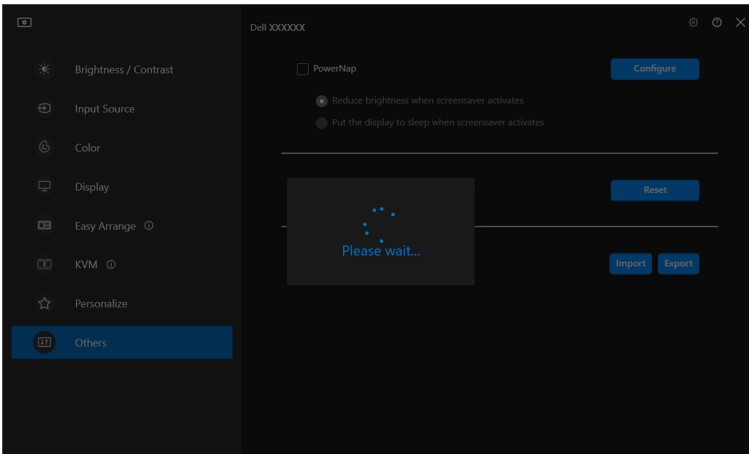 Dell XXXXXX
Brightness / Contrast
Input Source
Color
Display
Easy Arrange
KVM
Personalize
Others
PowerNap
Configure
Reduce brightness when screensaver activates
Put the display to sleep when screensaver activates
Reset
Please wait...
Import Export